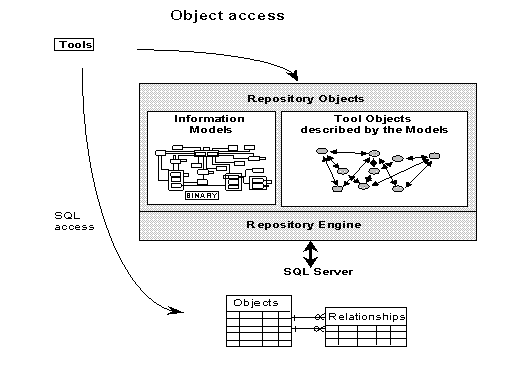 Object access
Tools
Repository Objects
Information
Models
BINARY
Tool Objects
described by the Models
Repository Engine
SQL
access
SQL Server
Objects
Relationships